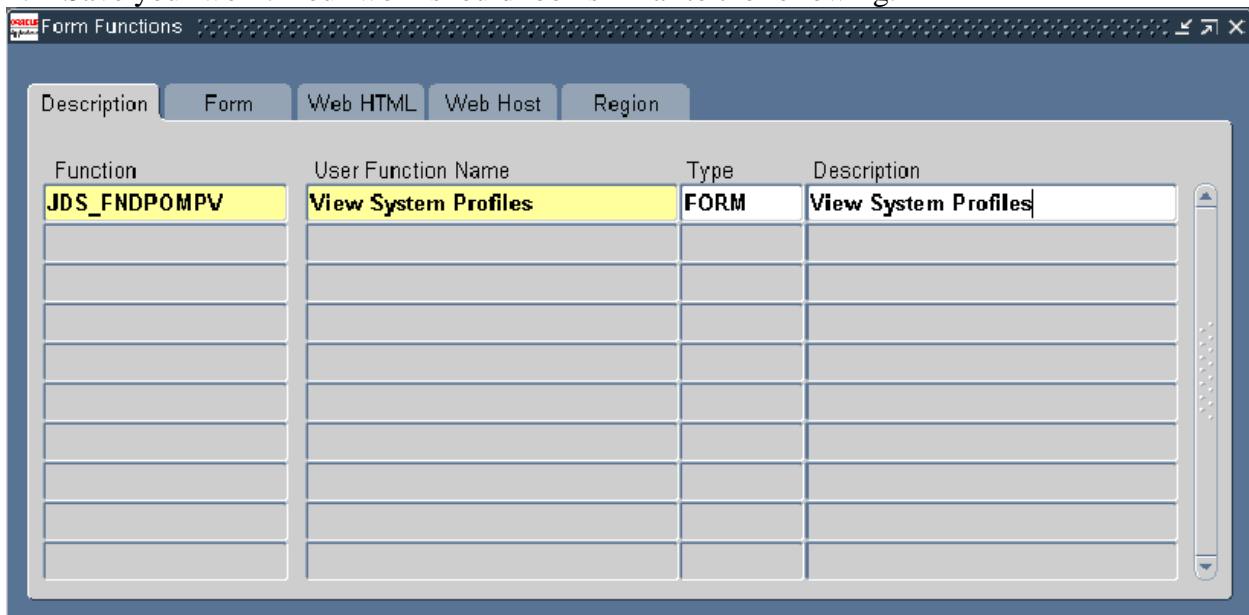 Form Functions
Description Form Web HTML Web Host Region
Function User Function Name Type Description
JDS_FNDPOMPV View System Profiles FORM View System Profiles